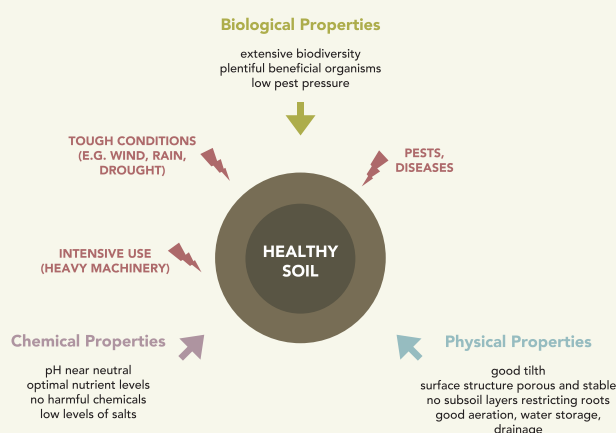 Biological Properties
extensive biodiversity
plentiful beneficial organisms
low pest pressure
TOUGH CONDITIONS
(E.G. WIND, RAIN,
DROUGHT)
PESTS,
DISEASES
INTENSIVE USE
(HEAVY MACHINERY)
HEALTHY
SOIL
Chemical Properties
pH near neutral
optimal nutrient levels
no harmful chemicals
low levels of salts
Physical Properties
good tilth
surface structure porous and stable
no subsoil layers restricting roots
good aeration, water storage,
drainage